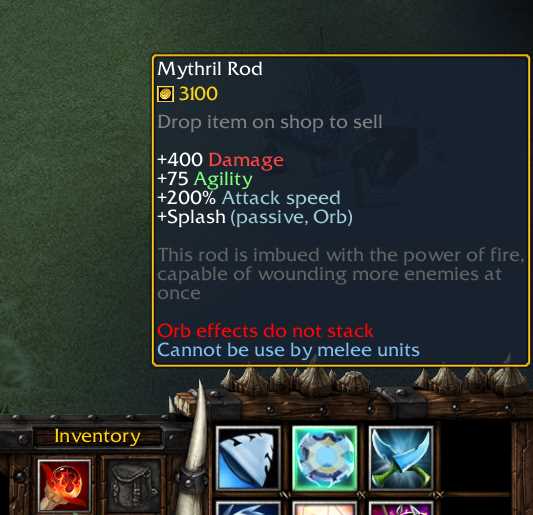 Mythril Rod
3100
Drop item on shop to sell
+400 Damage
+75 Agility
+200% Attack speed
+Splash (passive, Orb)
This rod is imbued with the power of fire,
capable of wounding more enemies at
once
Orb effects do not stack
Cannot be use by melee units
Inventory